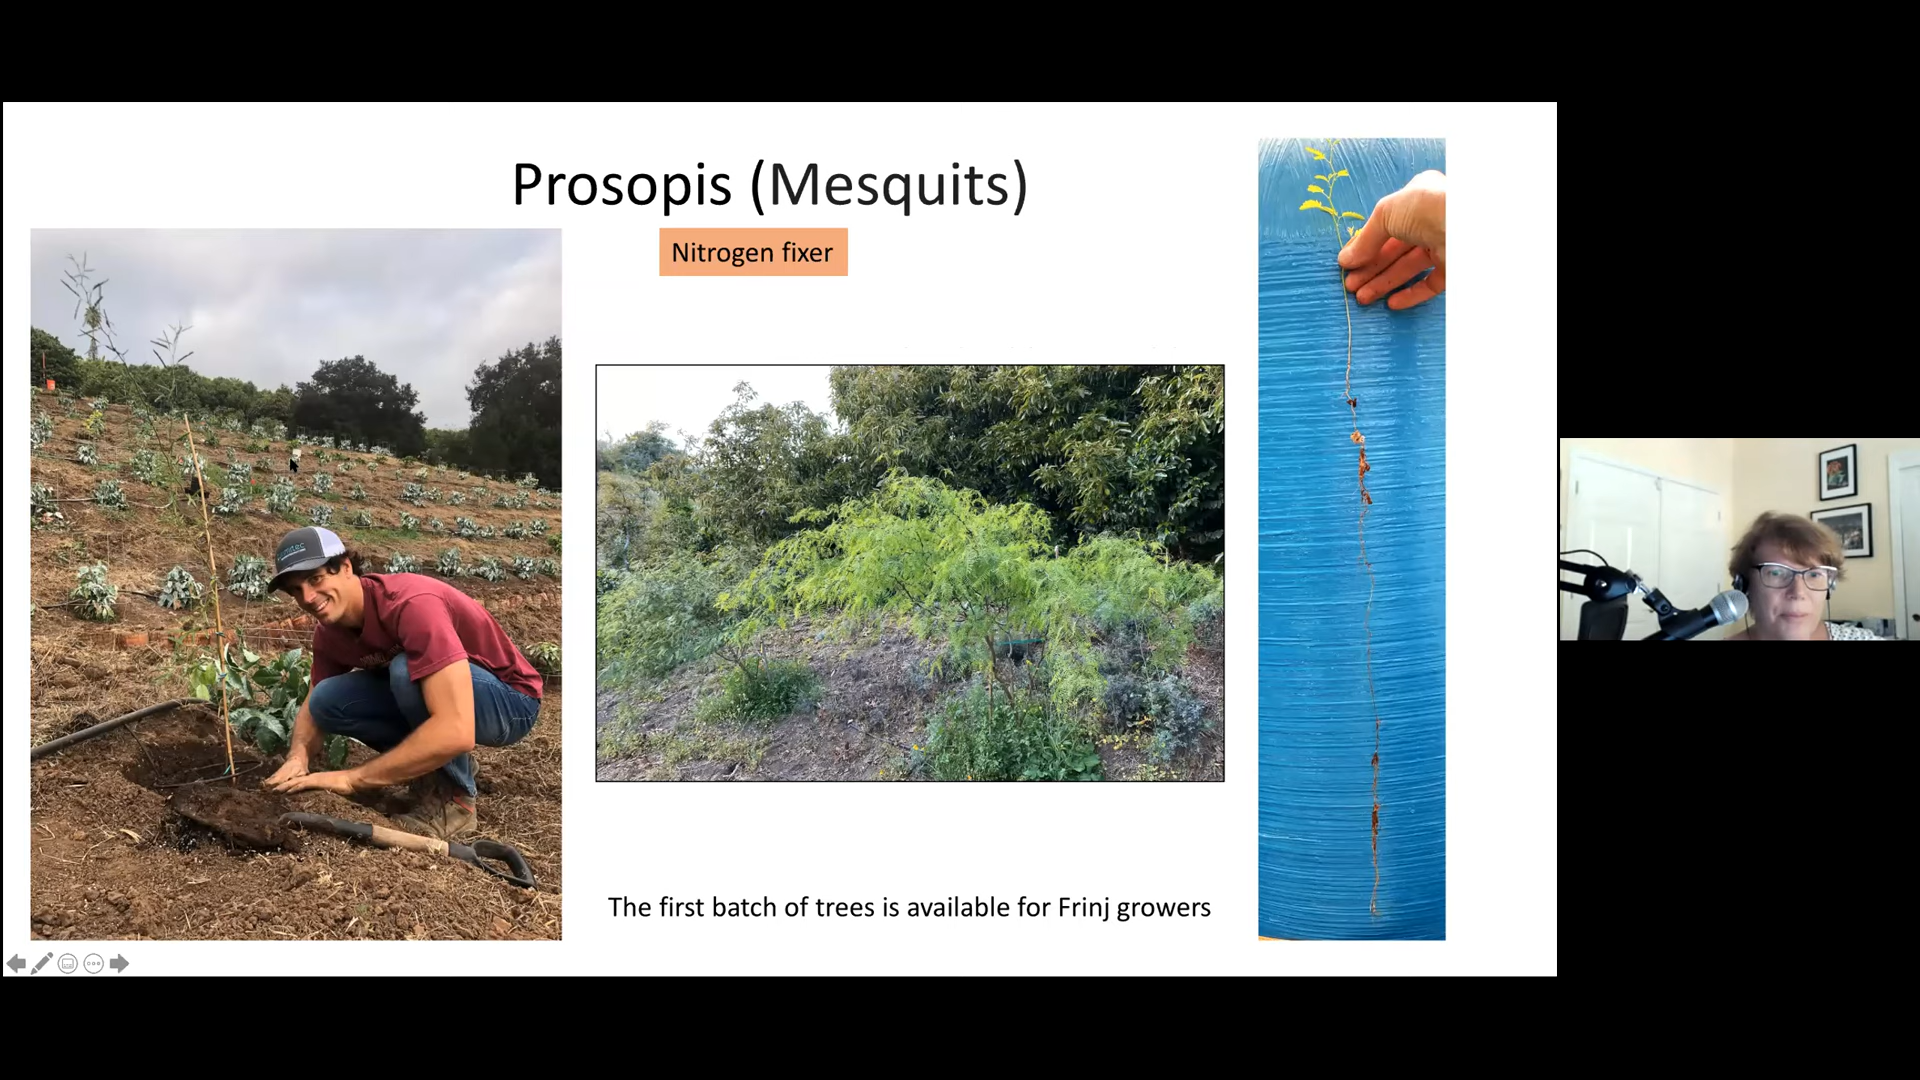 Prosopis (Mesquits)
Nitrogen fixer
The first batch of trees is available for Frinj growers